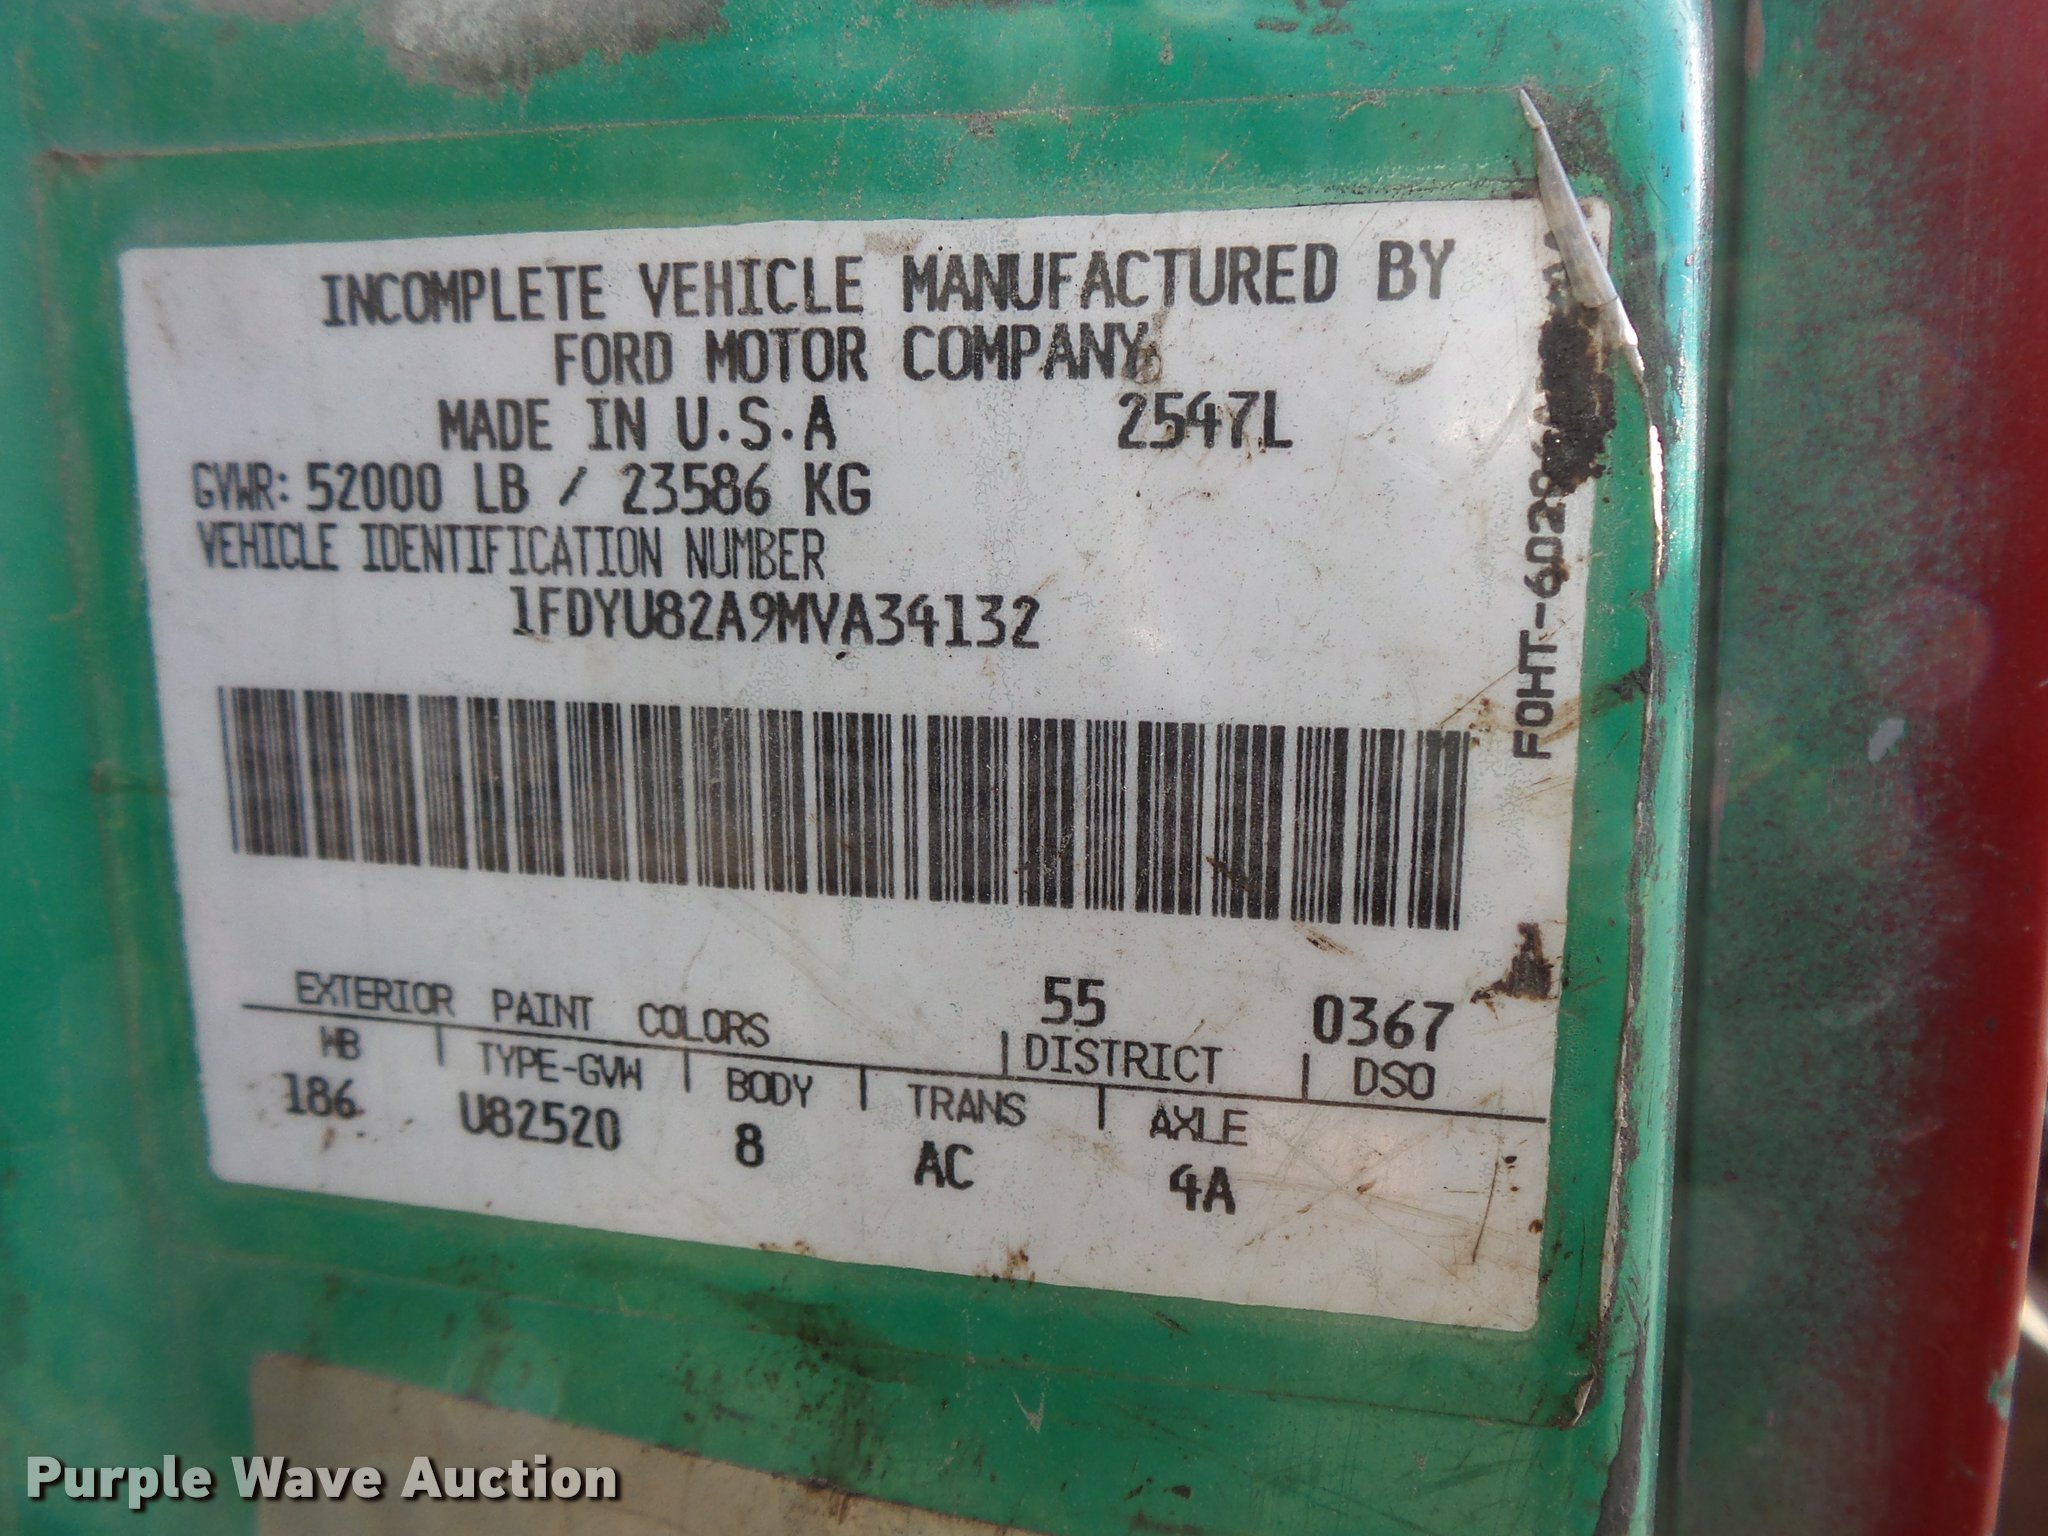 INCOMPLETE VEHICLE MANUFACTURED BY
FORD MOTOR COMPANY
MADE IN U.S.A 2547L
GVWR: 52000 LB / 23586 KG
VEHICLE IDENTIFICATION NUMBER
1FDYU82A9MVA34132
EXTERIOR PAINT COLORS 55 0367
DISTRICT DSO
WB TYPE-GVW BODY TRANS AXLE
186 U82520 8 AC 4A
Purple Wave Auction